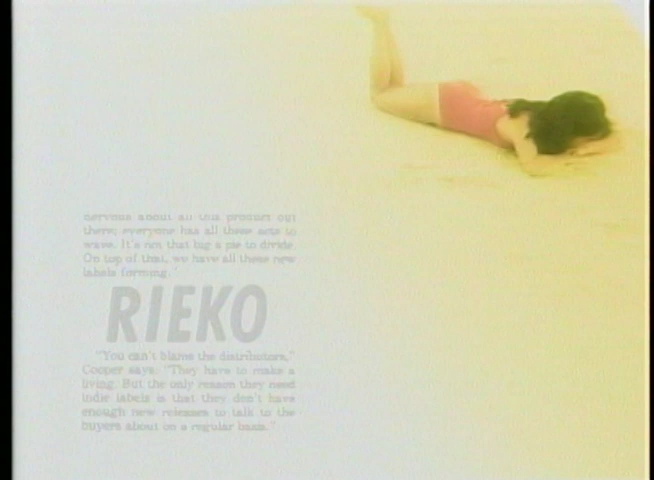 nervous about all this product out
there; everyone has all these acts to
wave. It's not that big a pie to divide.
On top of that, we have all these new
labels forming."
RIEKO
"You can't blame the distributors,"
Cooper says. "They have to make a
living. But the only reason they need
indie labels is that they don't have
enough new releases to talk to the
buyers about on a regular basis."